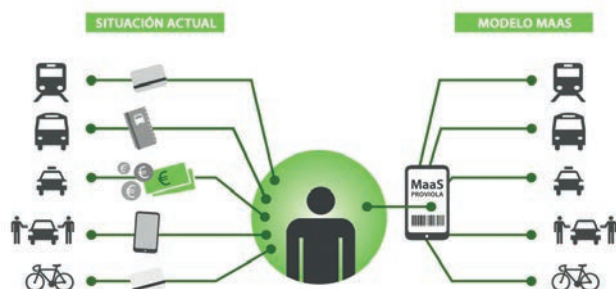 SITUACIÓN ACTUAL
MODELO MAAS
€
€
€
MaaS
PROVIOLA